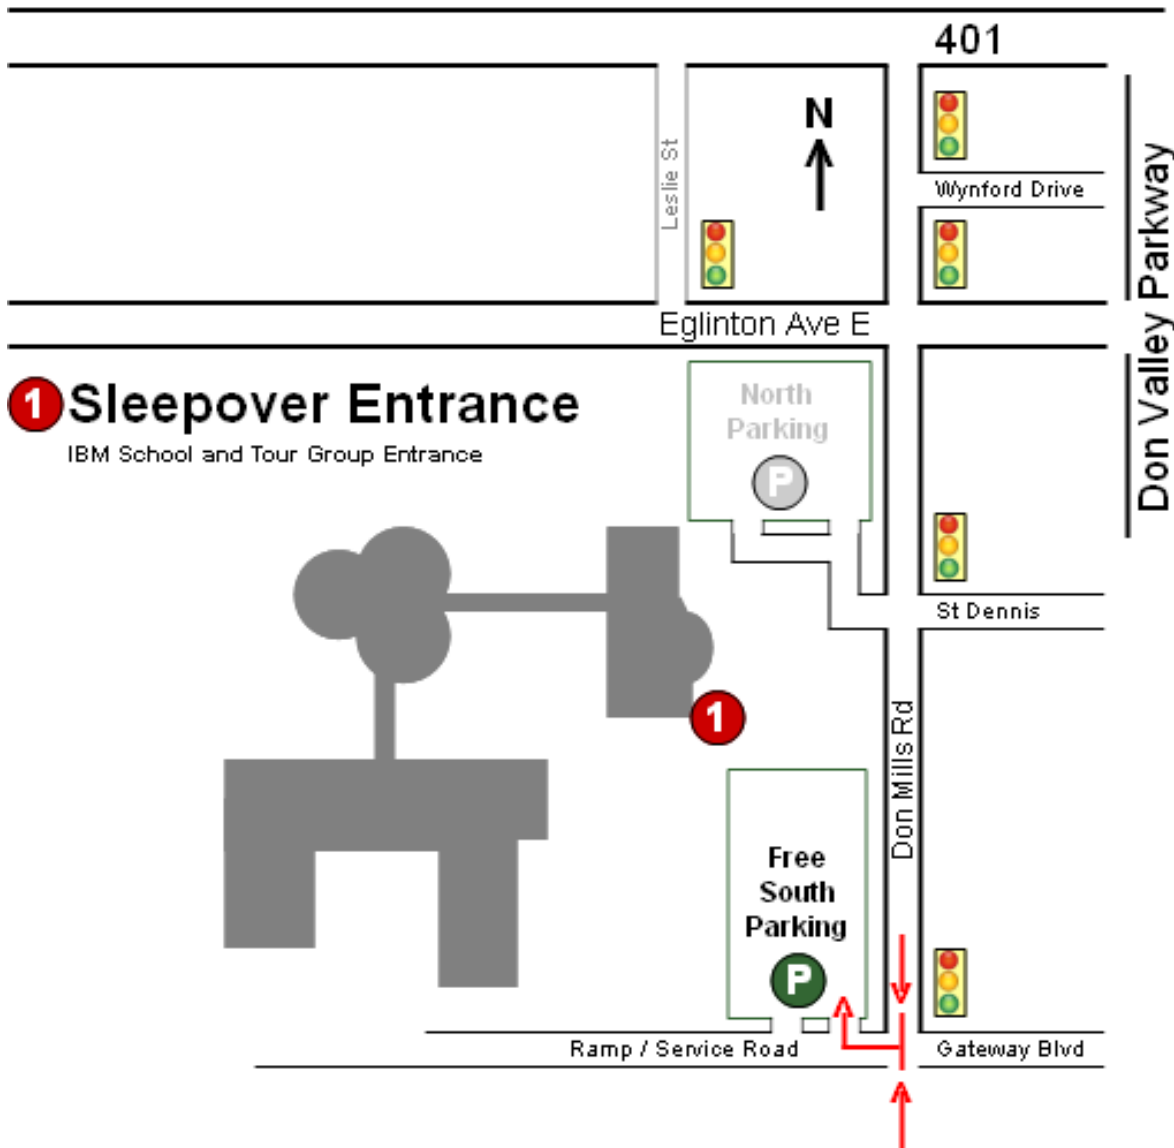 401
N
Leslie St
Wynford Drive
Don Valley Parkway
Eglinton Ave E
1 Sleepover Entrance
IBM School and Tour Group Entrance
North
Parking
P
St Dennis
1
Don Mills Rd
Free
South
Parking
P
Ramp / Service Road
Gateway Blvd